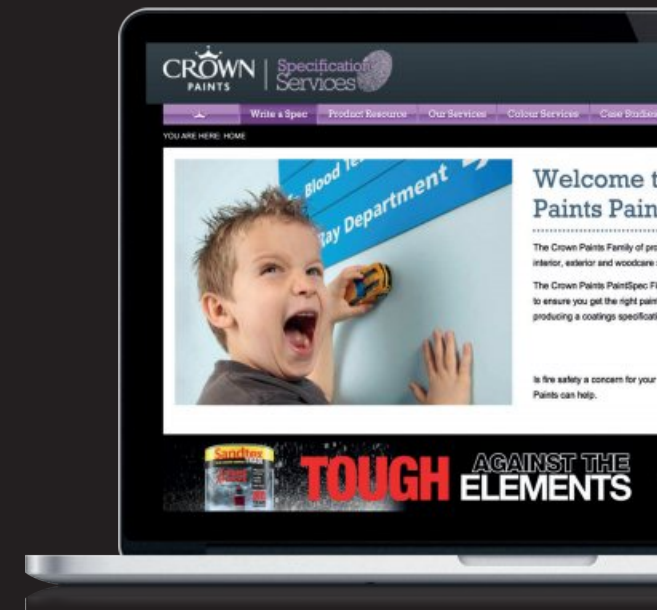 CROWN
PAINTS
Specification
Services
Write a Spec Product Resource Our Services Colour Services Case Studies
YOU ARE HERE: HOME
Blood Te
ay Department
Welcome t
Paints Pain
The Crown Paints Family of pro
interior, exterior and woodcare
The Crown Paints PaintSpec Fi
to ensure you get the right pain
producing a coatings specificati
Is fire safety a concern for your
Paints can help.
Sandtex
TRADE
TOUGH AGAINST THE
ELEMENTS